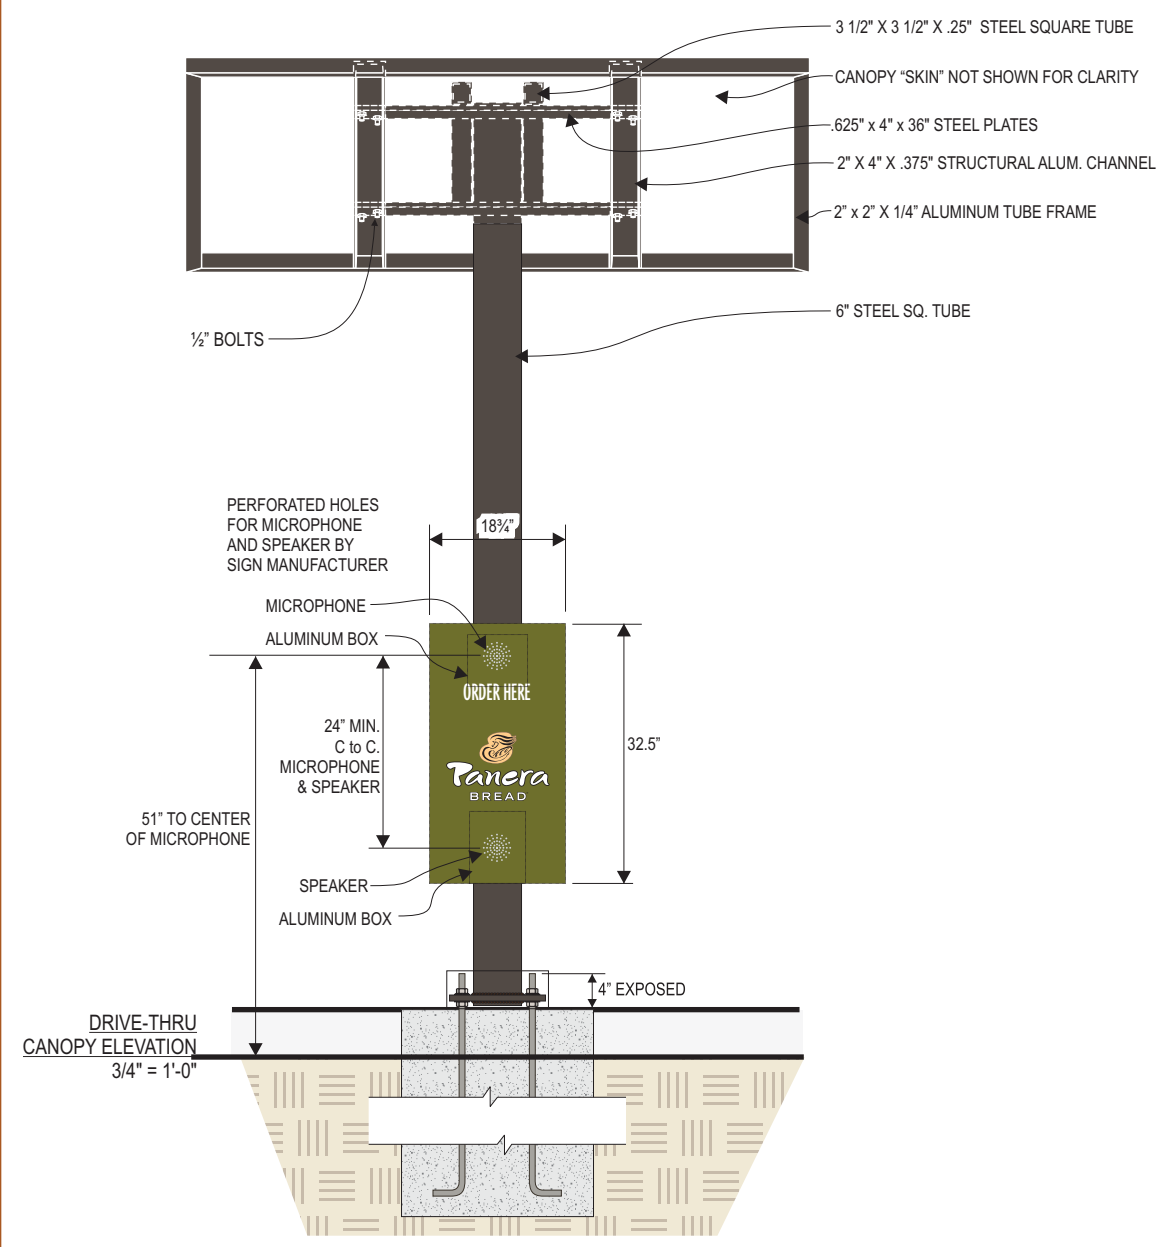 3 1/2" X 3 1/2" X .25" STEEL SQUARE TUBE
CANOPY “SKIN” NOT SHOWN FOR CLARITY
.625" x 4" x 36" STEEL PLATES
2" X 4" X .375" STRUCTURAL ALUM. CHANNEL
2” x 2” X 1/4” ALUMINUM TUBE FRAME
6" STEEL SQ. TUBE
½” BOLTS
PERFORATED HOLES
FOR MICROPHONE
AND SPEAKER BY
SIGN MANUFACTURER
18¾”
MICROPHONE
ALUMINUM BOX
ORDER HERE
24” MIN.
C to C.
MICROPHONE
& SPEAKER
32.5”
Panera
BREAD
51” TO CENTER
OF MICROPHONE
SPEAKER
ALUMINUM BOX
4” EXPOSED
DRIVE-THRU
CANOPY ELEVATION
3/4" = 1'-0"